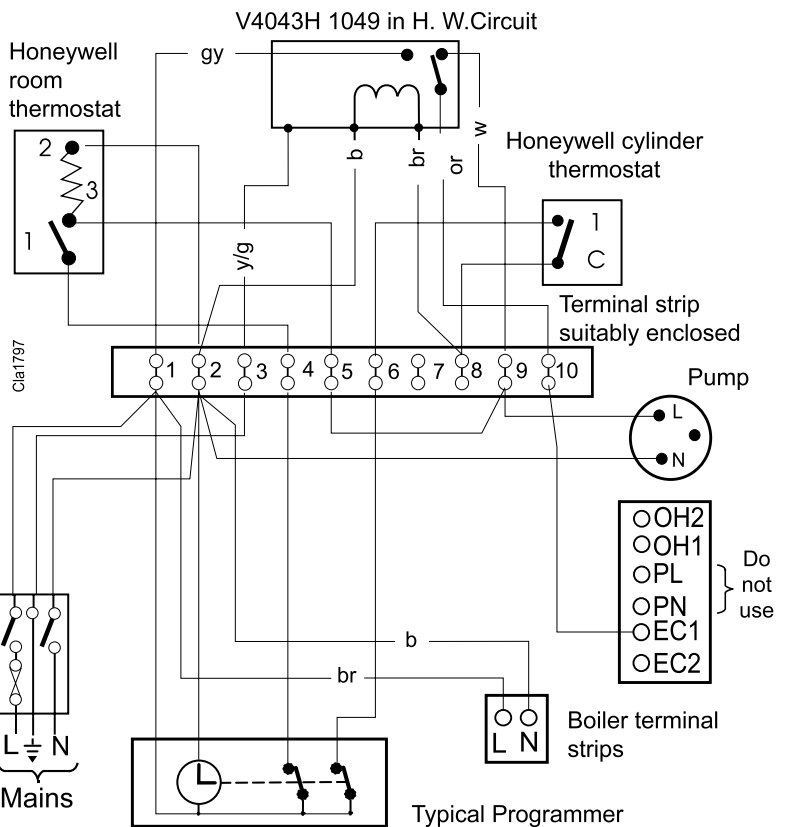 V4043H 1049 in H. W.Circuit
Honeywell
room
thermostat
gy
w
2
3
1
b
br
or
Honeywell cylinder
thermostat
1
C
y/g
Terminal strip
suitably enclosed
Cla1797
1 2 3 4 5 6 7 8 9 10
Pump
L
N
OH2
OH1
PL
PN
EC1
EC2
Do
not
use
b
br
L N
Boiler terminal
strips
L N
Mains
Typical Programmer